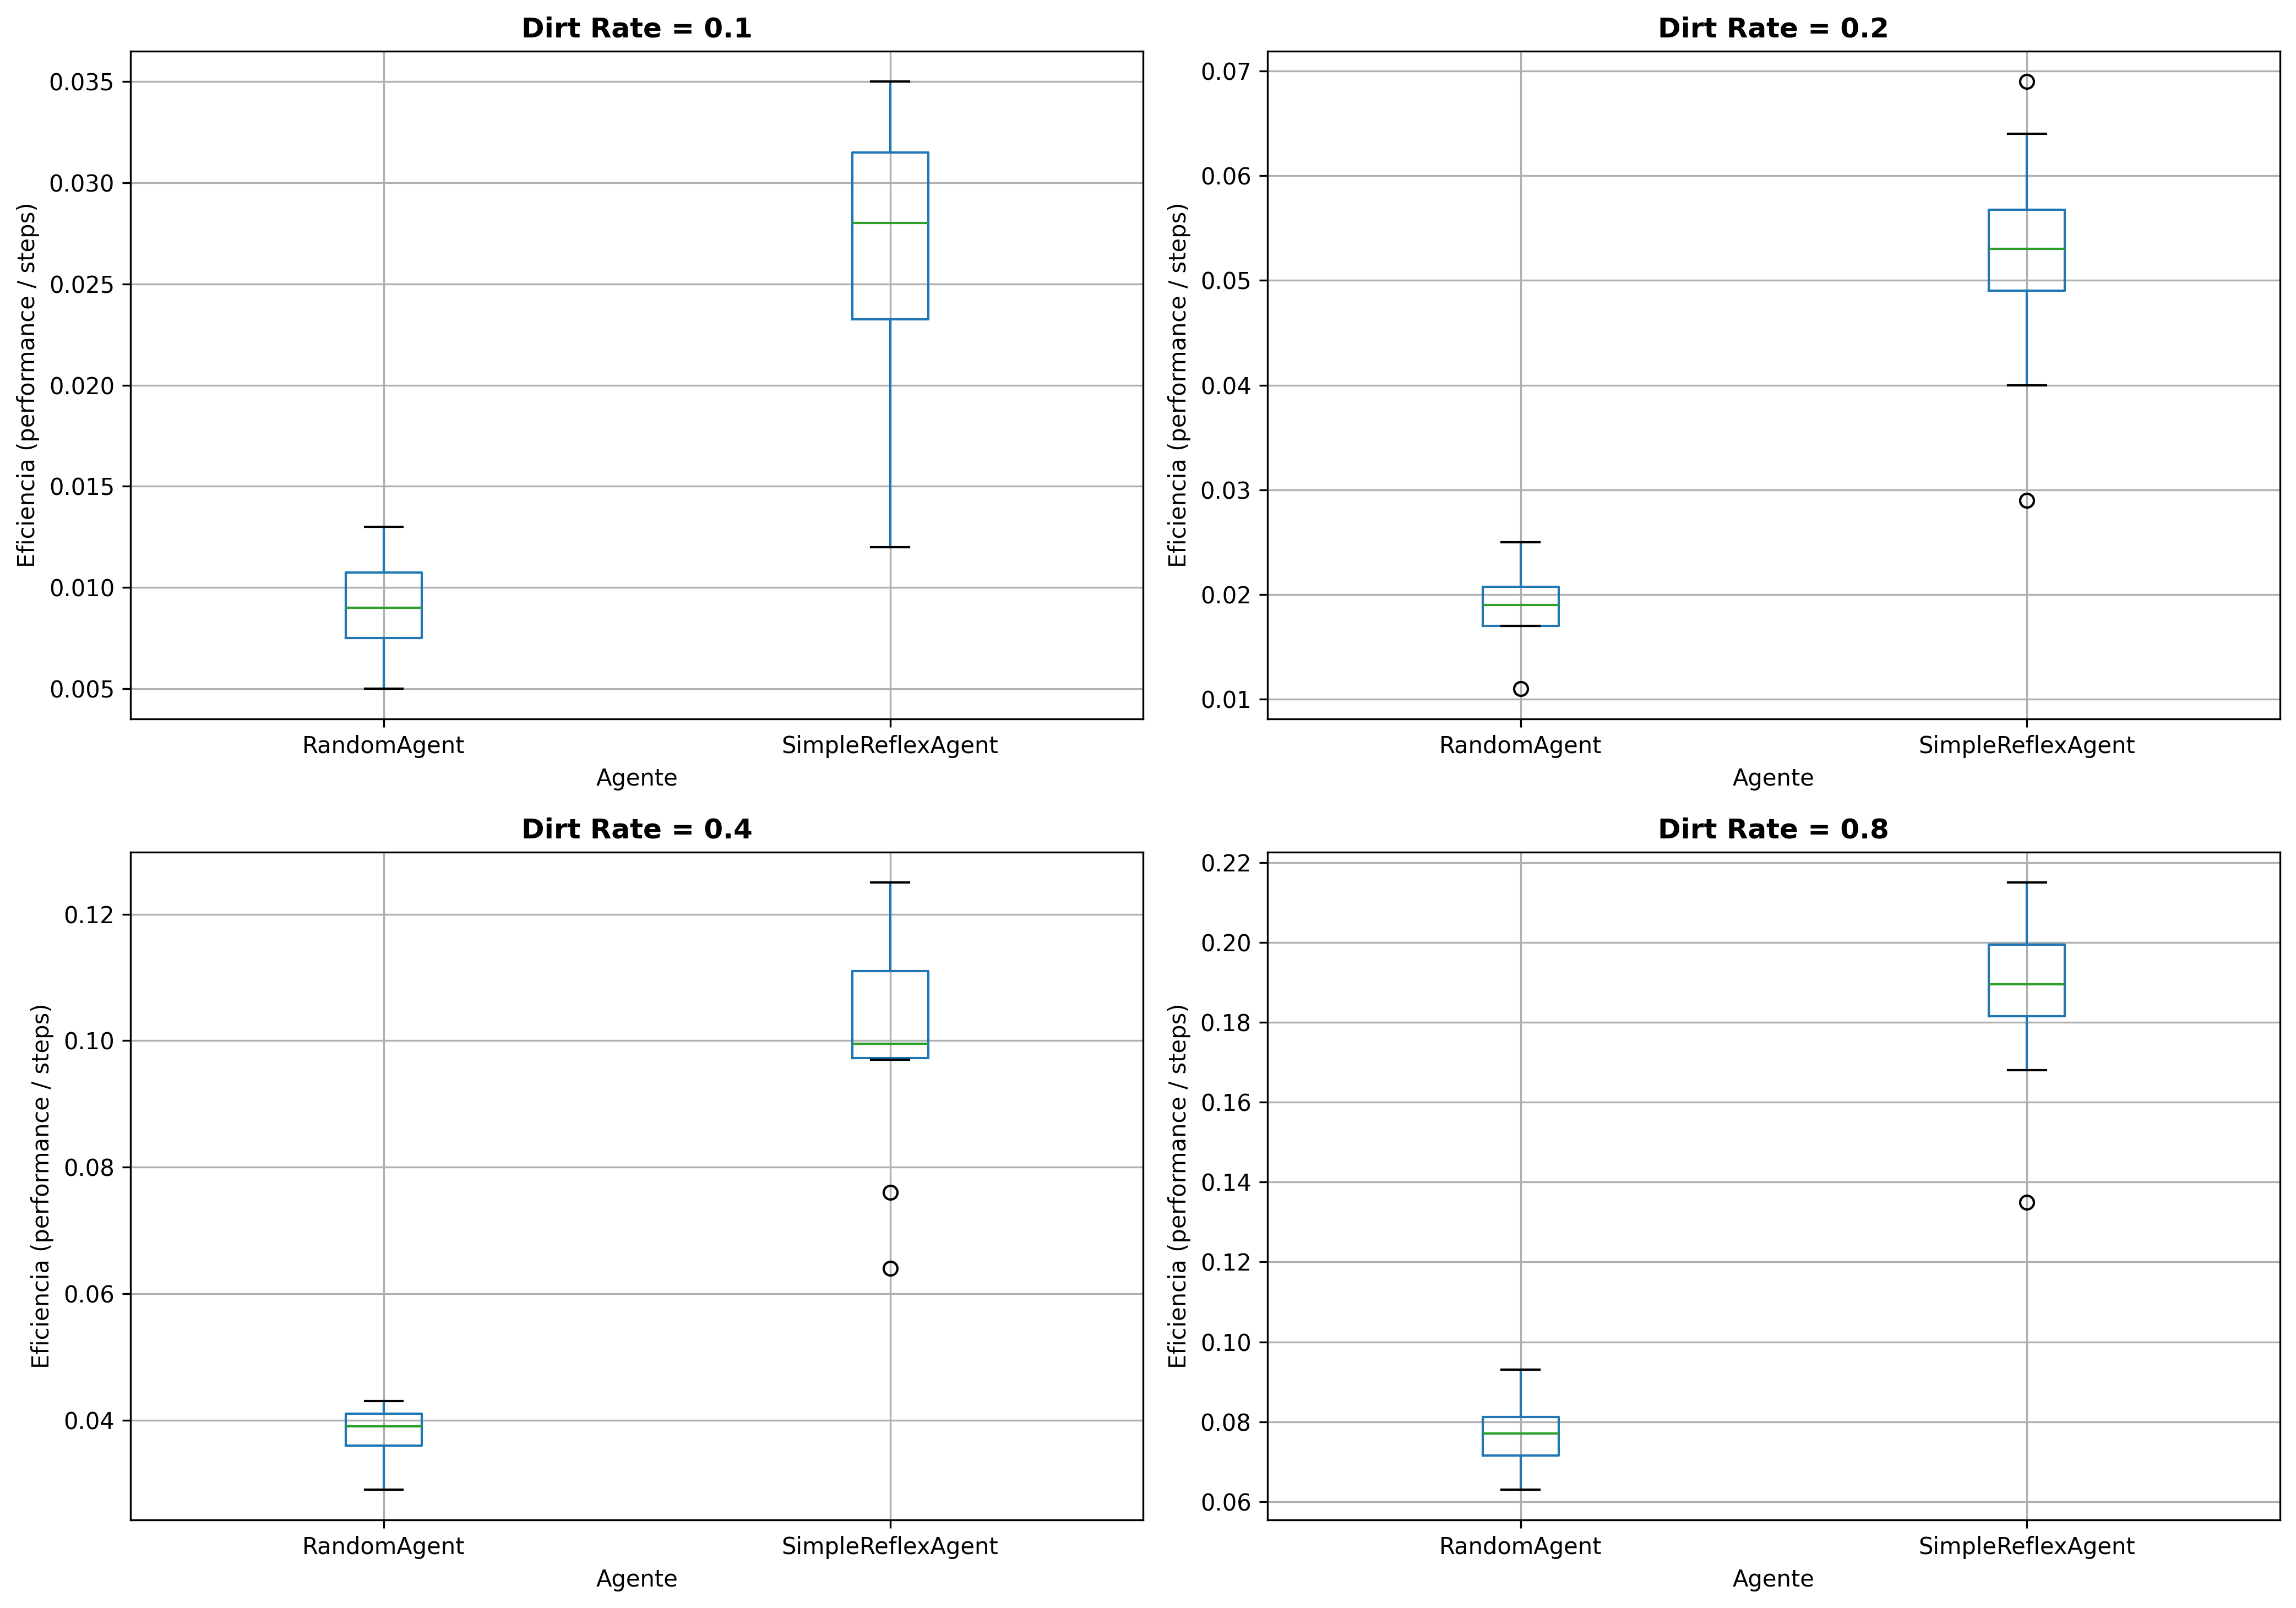 Dirt Rate = 0.1
Eficiencia (performance / steps)
0.035
0.030
0.025
0.020
0.015
0.010
0.005
RandomAgent
SimpleReflexAgent
Agente
Dirt Rate = 0.2
Eficiencia (performance / steps)
0.07
0.06
0.05
0.04
0.03
0.02
0.01
RandomAgent
SimpleReflexAgent
Agente
Dirt Rate = 0.4
Eficiencia (performance / steps)
0.12
0.10
0.08
0.06
0.04
RandomAgent
SimpleReflexAgent
Agente
Dirt Rate = 0.8
Eficiencia (performance / steps)
0.22
0.20
0.18
0.16
0.14
0.12
0.10
0.08
0.06
RandomAgent
SimpleReflexAgent
Agente